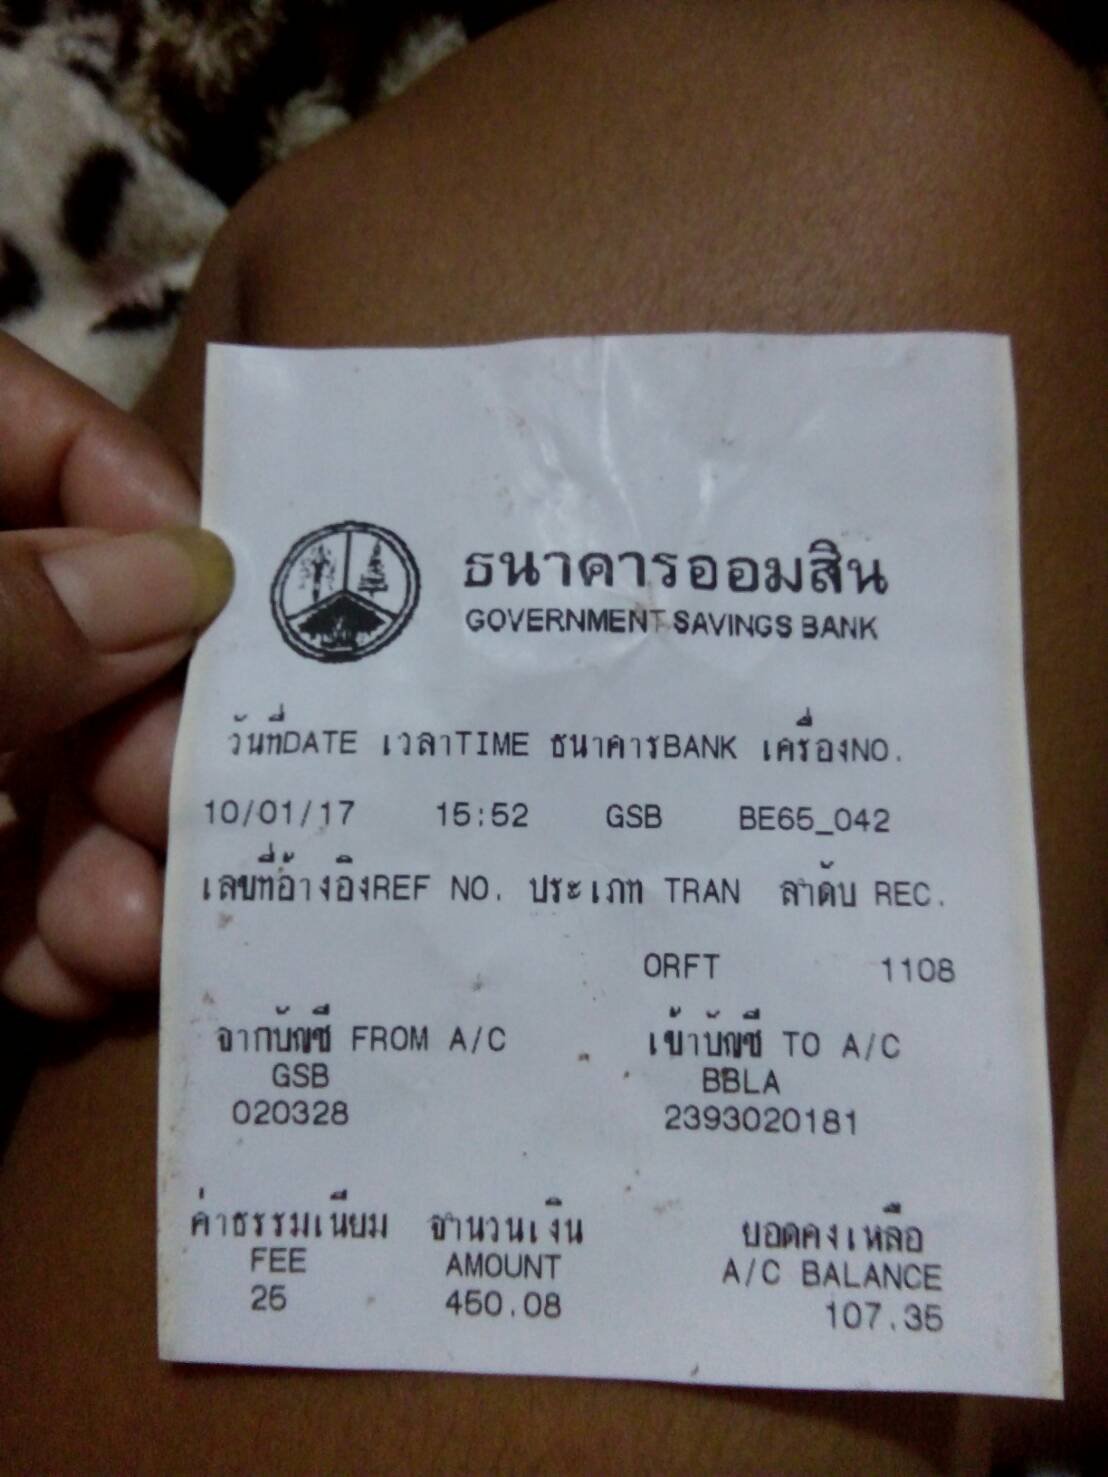 ธนาคารออมสิน
GOVERNMENT SAVINGS BANK
วันที่DATE เวลาTIME ธนาคารBANK เครื่องNO.
10/01/17 15:52 GSB BE65_042
เลขที่อ้างอิงREF NO. ประเภท TRAN ลำดับ REC.
ORFT 1108
จากบัญชี FROM A/C เข้าบัญชี TO A/C
GSB BBLA
020328 2393020181
ค่าธรรมเนียม จำนวนเงิน ยอดคงเหลือ
FEE AMOUNT A/C BALANCE
25 450.08 107.35